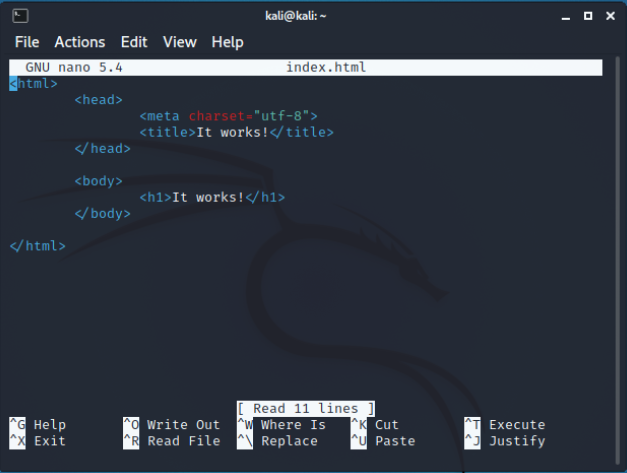 kali@kali: ~
File Actions Edit View Help
GNU nano 5.4 index.html
<html>
<head>
<meta charset="utf-8">
<title>It works!</title>
</head>
<body>
<h1>It works!</h1>
</body>
</html>
[ Read 11 lines ]
^G Help ^O Write Out ^W Where Is ^K Cut ^T Execute
^X Exit ^R Read File ^\ Replace ^U Paste ^J Justify